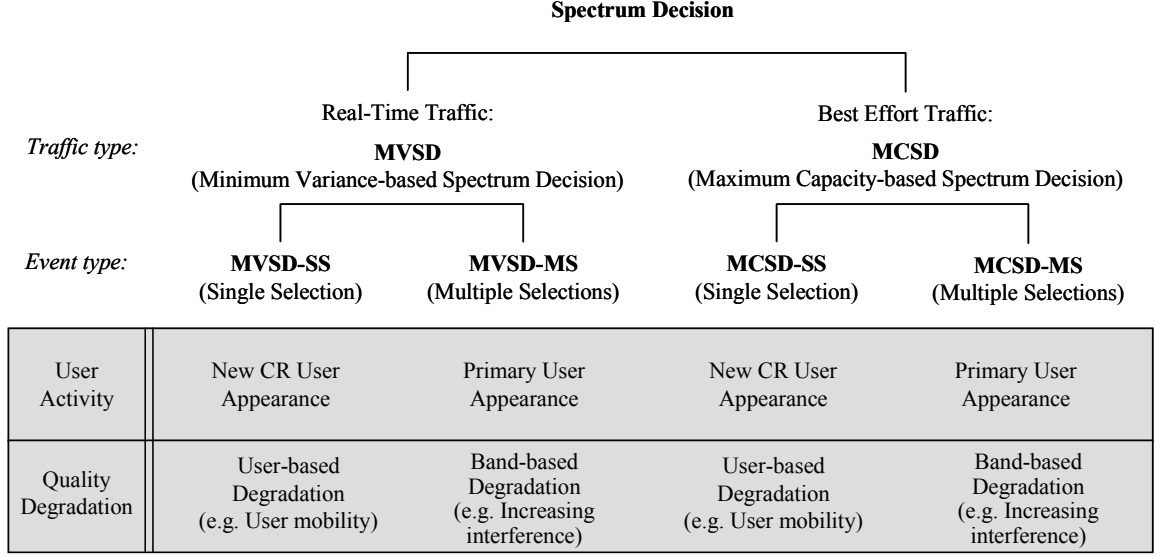 Spectrum Decision
Real-Time Traffic:
Best Effort Traffic:
Traffic type:
MVSD
MCSD
(Minimum Variance-based Spectrum Decision)
(Maximum Capacity-based Spectrum Decision)
Event type:
MVSD-SS
MVSD-MS
MCSD-SS
MCSD-MS
(Single Selection)
(Multiple Selections)
(Single Selection)
(Multiple Selections)
User
Activity
New CR User
Appearance
Primary User
Appearance
New CR User
Appearance
Primary User
Appearance
Quality
Degradation
User-based
Degradation
(e.g. User mobility)
Band-based
Degradation
(e.g. Increasing
interference)
User-based
Degradation
(e.g. User mobility)
Band-based
Degradation
(e.g. Increasing
interference)